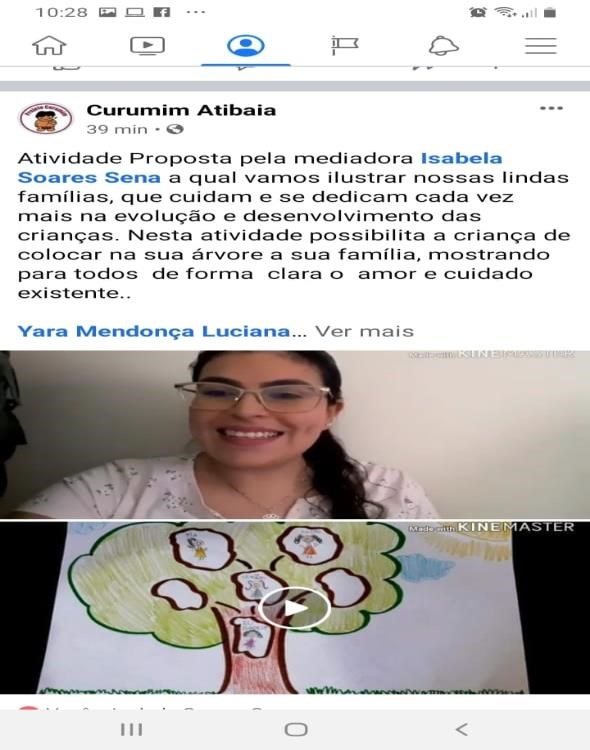 10:28
Curumim Atibaia
39 min
Atividade Proposta pela mediadora Isabela
Soares Sena a qual vamos ilustrar nossas lindas
famílias, que cuidam e se dedicam cada vez
mais na evolução e desenvolvimento das
crianças. Nesta atividade possibilita a criança de
colocar na sua árvore a sua família, mostrando
para todos de forma clara o amor e cuidado
existente..
Yara Mendonça Luciana... Ver mais
Made with KINEMASTER
Made with KINEMASTER